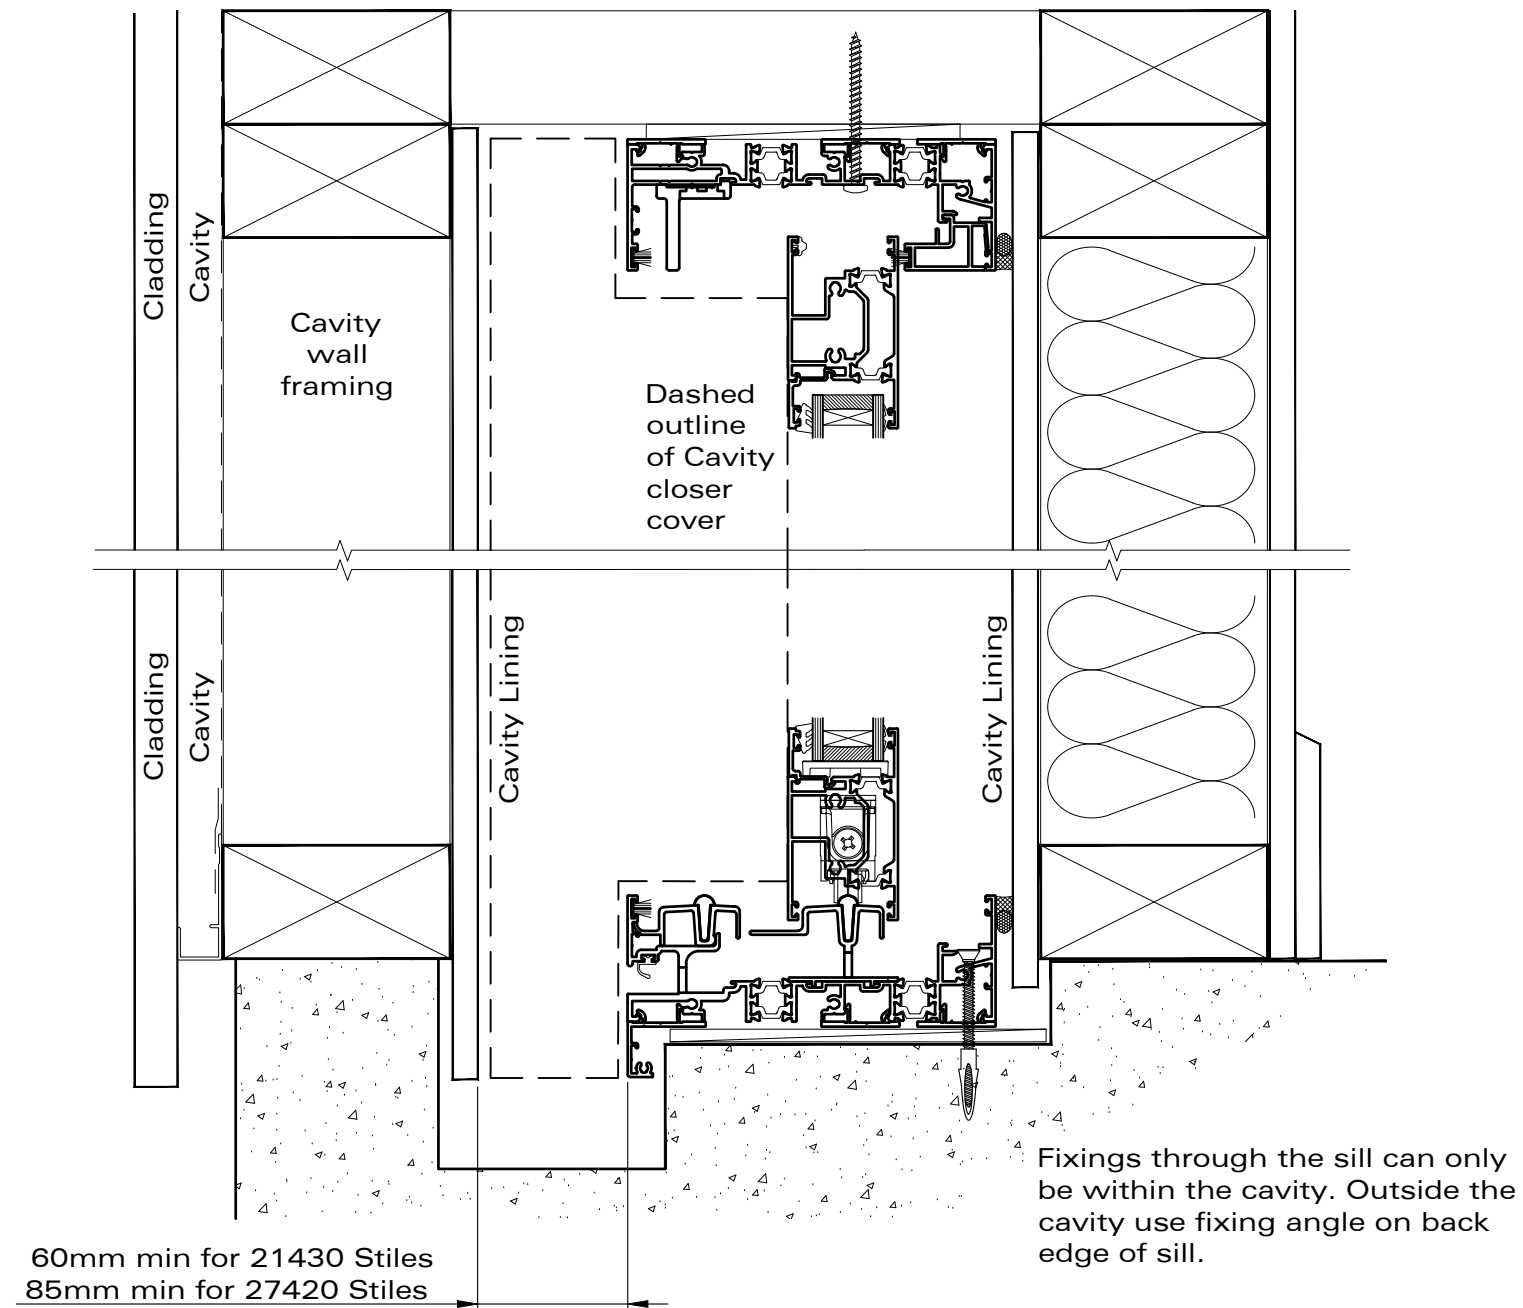 Cladding
Cavity
Cavity
wall
framing
Dashed
outline
of Cavity
closer
cover
Cladding
Cavity
Cavity Lining
Cavity Lining
Fixings through the sill can only
be within the cavity. Outside the
cavity use fixing angle on back
edge of sill.
60mm min for 21430 Stiles
85mm min for 27420 Stiles